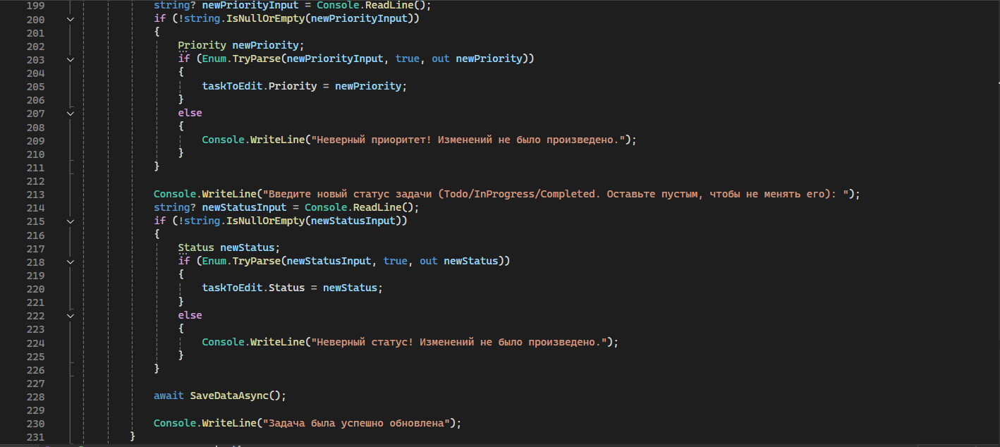 199 string? newPriorityInput = Console.ReadLine();
200 if (!string.IsNullOrEmpty(newPriorityInput))
201 {
202 Priority newPriority;
203 if (Enum.TryParse(newPriorityInput, true, out newPriority))
204 {
205 taskToEdit.Priority = newPriority;
206 }
207 else
208 {
209 Console.WriteLine("Неверный приоритет! Изменений не было произведено.");
210 }
211 }
212
213 Console.WriteLine("Введите новый статус задачи (Todo/InProgress/Completed. Оставьте пустым, чтобы не менять его): ");
214 string? newStatusInput = Console.ReadLine();
215 if (!string.IsNullOrEmpty(newStatusInput))
216 {
217 Status newStatus;
218 if (Enum.TryParse(newStatusInput, true, out newStatus))
219 {
220 taskToEdit.Status = newStatus;
221 }
222 else
223 {
224 Console.WriteLine("Неверный статус! Изменений не было произведено.");
225 }
226 }
227
228 await SaveDataAsync();
229
230 Console.WriteLine("Задача была успешно обновлена");
231 }